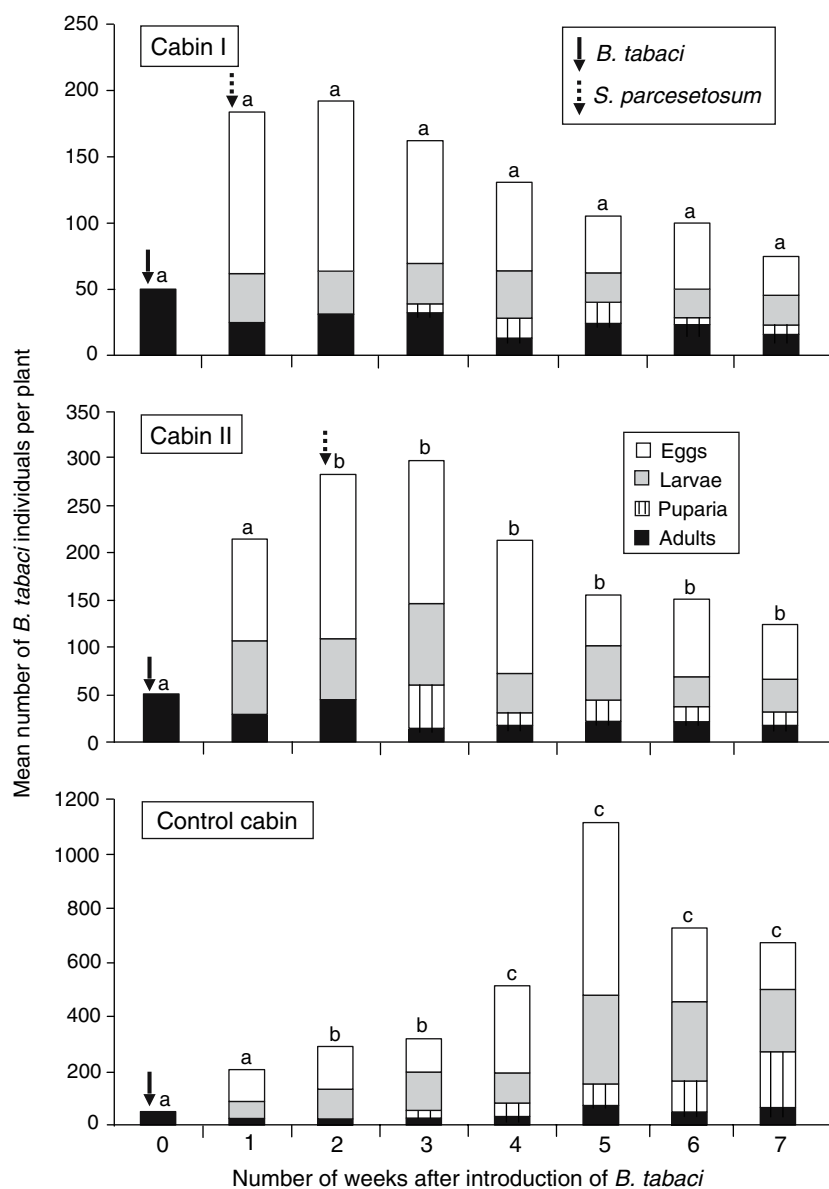 Mean number of B. tabaci individuals per plant
Cabin I
B. tabaci
S. parcesetosum
250
200
150
100
50
0
a
a
a
a
a
a
a
a
Cabin II
Eggs
Larvae
Puparia
Adults
350
300
250
200
150
100
50
0
a
a
b
b
b
b
b
b
Control cabin
1200
1000
800
600
400
200
0
a
a
b
b
c
c
c
c
0 1 2 3 4 5 6 7
Number of weeks after introduction of B. tabaci